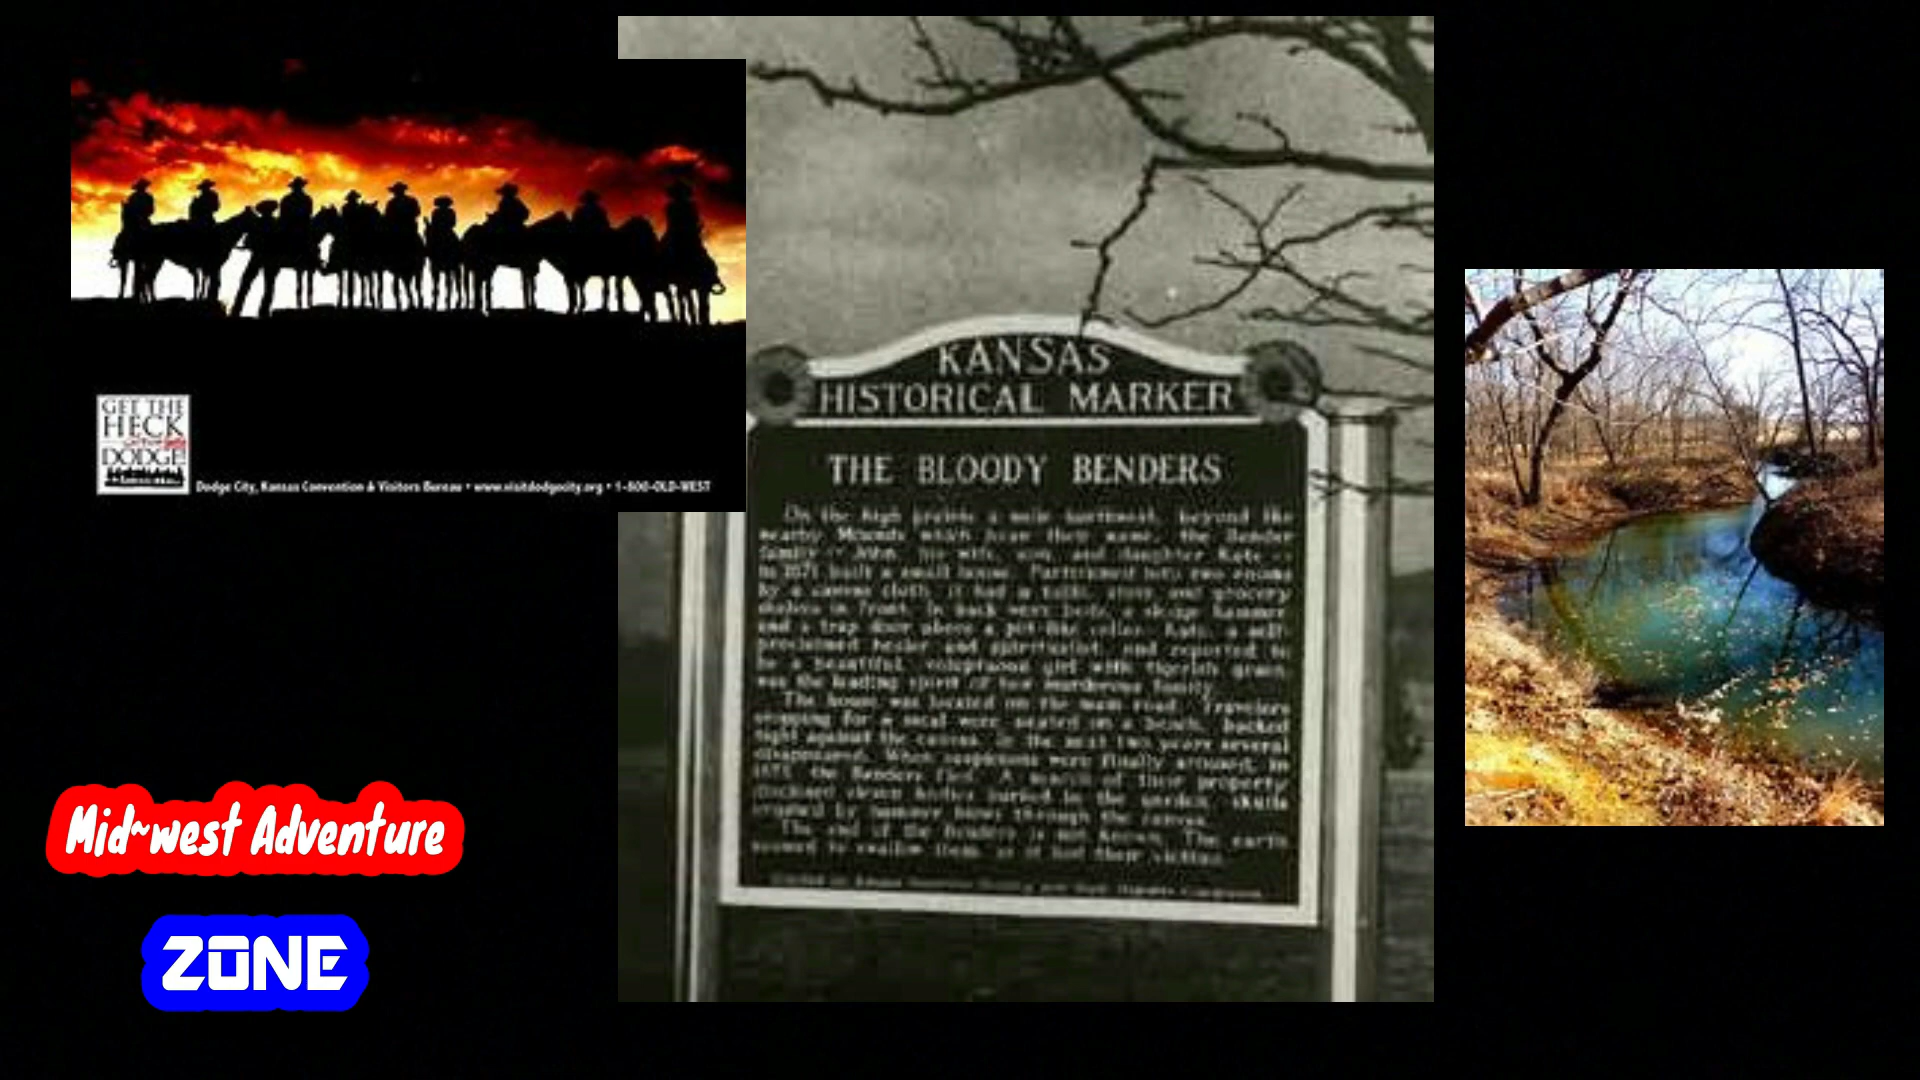 GET THE
HECK
DODGE!
Dodge City, Kansas Convention & Visitors Bureau • www.visitdodgecity.org • 1-800-OLD-WEST
KANSAS
HISTORICAL MARKER
THE BLOODY BENDERS
On the high prairie a mile northwest, beyond the
nearby Mounds which bear their name, the Bender
family -- John, his wife, son, and daughter Kate --
in 1871 built a small house. Partitioned into two rooms
by a canvas cloth, it had a table, stove, and grocery
shelves in front. In back were beds, a sledge hammer
and a trap door above a pit-like cellar. Kate, a self-
proclaimed healer and spiritualist, and reported to
be a beautiful, voluptuous girl with tigerish grace,
was the leading spirit of her murderous family.
The house was located on the main road. Travelers
stopping for a meal were seated on a bench, backed
tight against the canvas. In the next two years several
disappeared. When suspicions were finally aroused, in
1873, the Benders fled. A search of their property
disclosed eleven bodies buried in the garden, skulls
crushed by hammer blows through the canvas.
The end of the Benders is not known. The earth
seemed to swallow them, as it had their victims.
Mid~west Adventure
ZONE